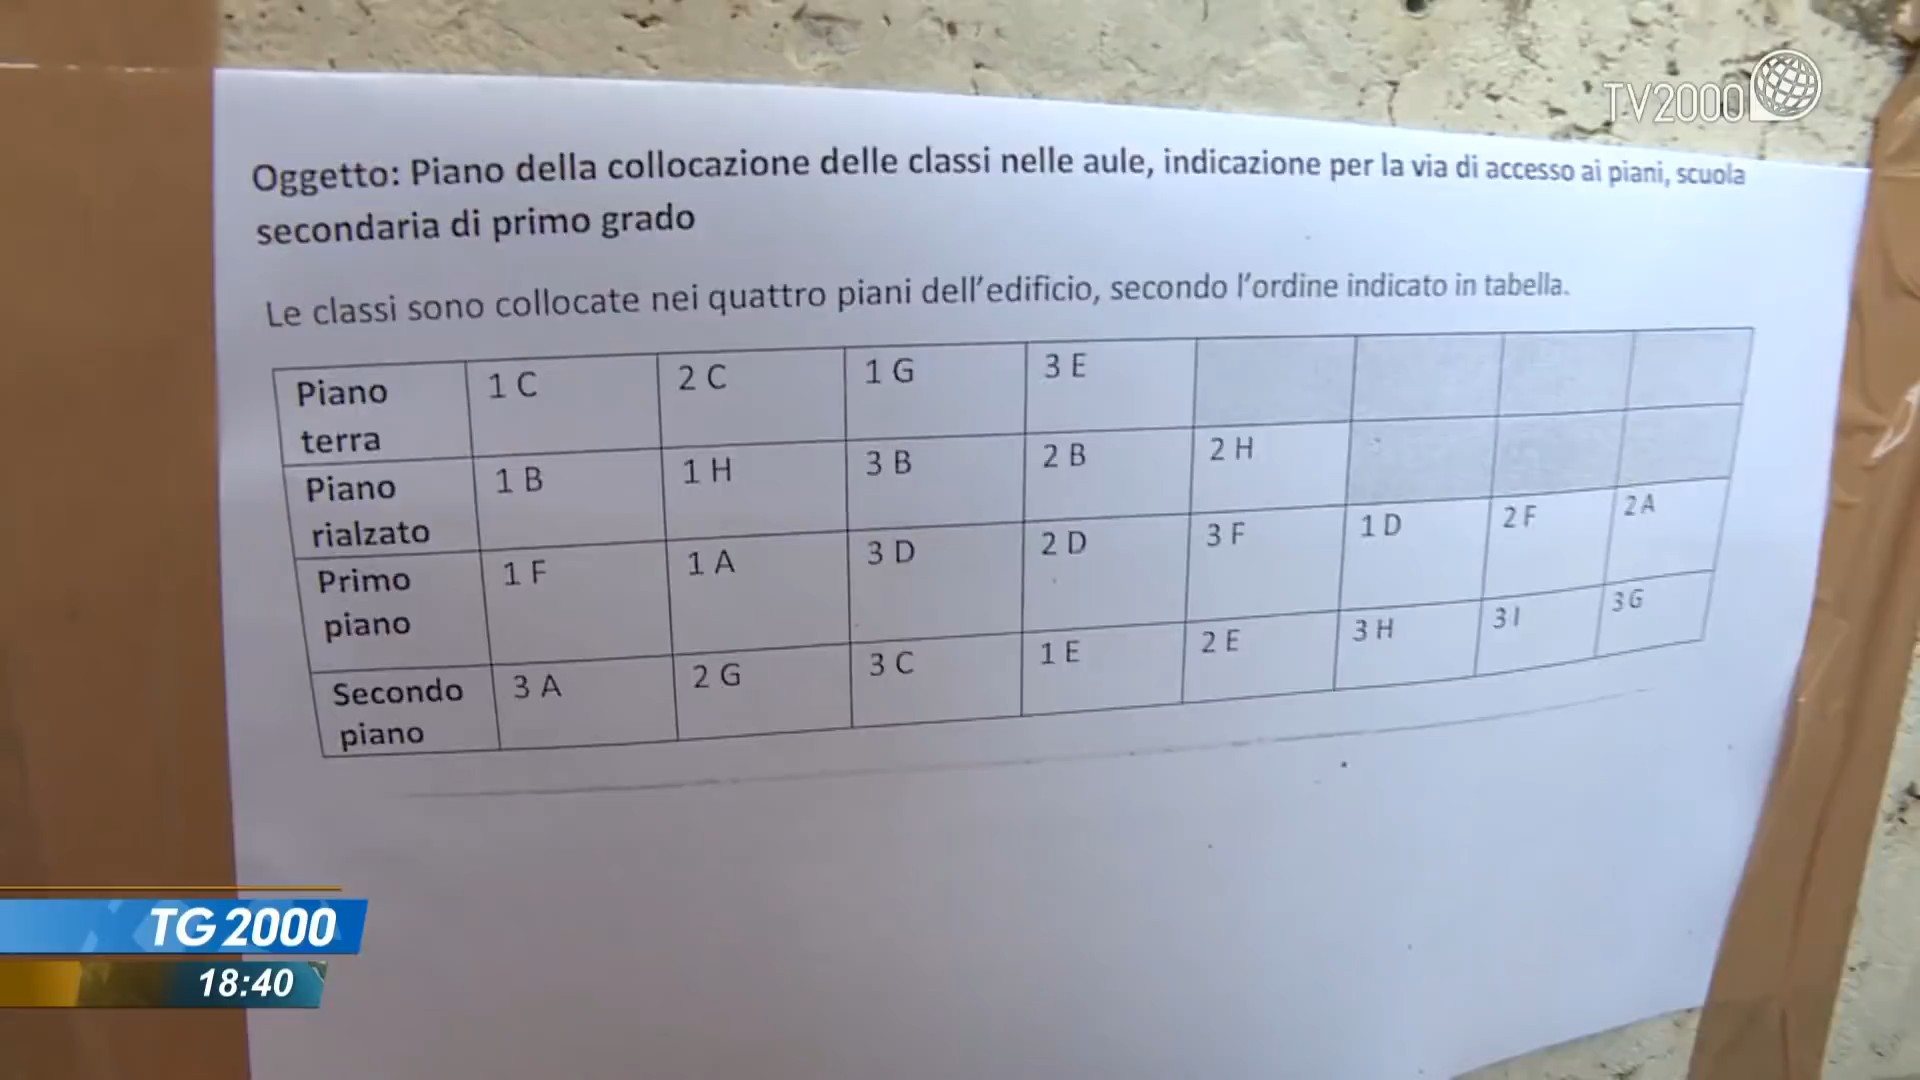 TV2000
Oggetto: Piano della collocazione delle classi nelle aule, indicazione per la via di accesso ai piani, scuola
secondaria di primo grado
Le classi sono collocate nei quattro piani dell'edificio, secondo l'ordine indicato in tabella.
Piano terra 1 C 2 C 1 G 3 E
Piano rialzato 1 B 1 H 3 B 2 B 2 H
Primo piano 1 F 1 A 3 D 2 D 3 F 1 D 2 F 2 A
Secondo piano 3 A 2 G 3 C 1 E 2 E 3 H 3 I 3 G
TG 2000
18:40